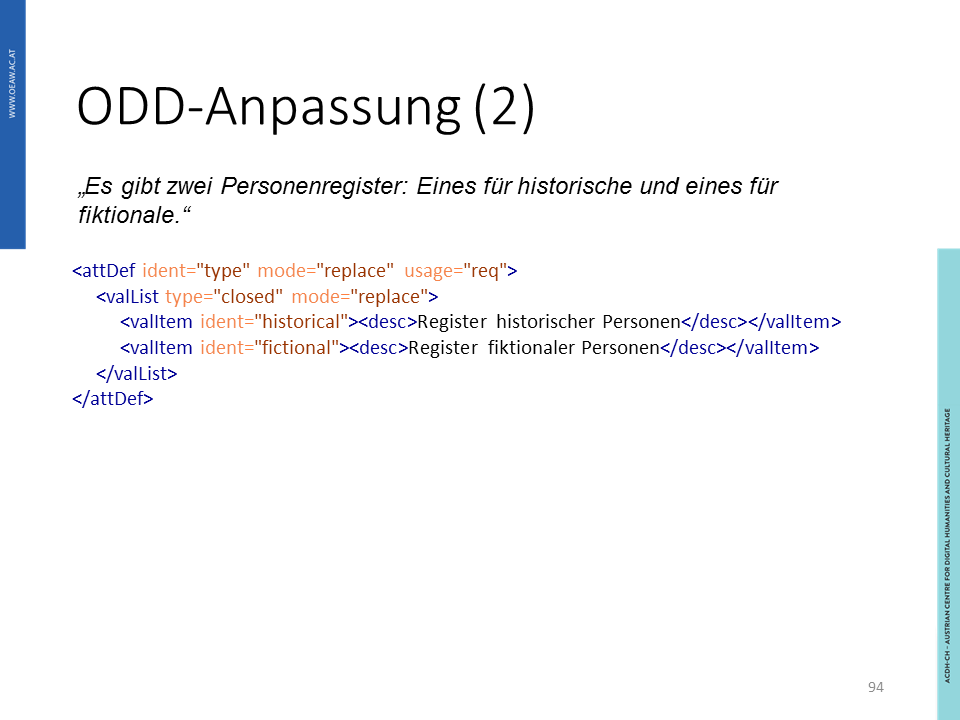 WWW.OEAW.AC.AT
ODD-Anpassung (2)
„Es gibt zwei Personenregister: Eines für historische und eines für
fiktionale.“
<attDef ident="type" mode="replace" usage="req">
<valList type="closed" mode="replace">
<valItem ident="historical"><desc>Register historischer Personen</desc></valItem>
<valItem ident="fictional"><desc>Register fiktionaler Personen</desc></valItem>
</valList>
</attDef>
ACDH-CH – AUSTRIAN CENTRE FOR DIGITAL HUMANITIES AND CULTURAL HERITAGE
94